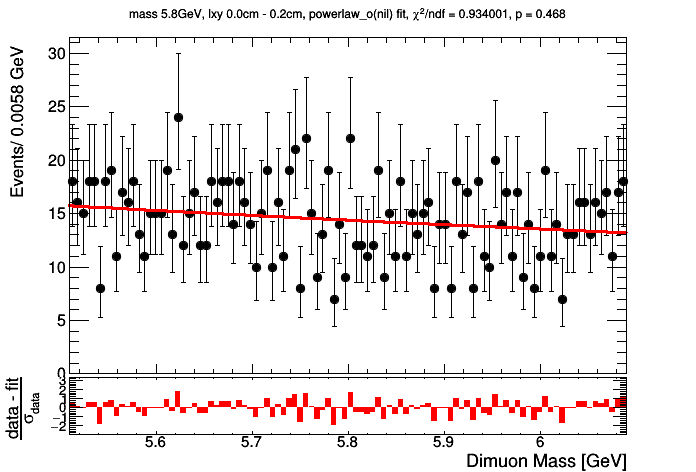 mass 5.8GeV, lxy 0.0cm - 0.2cm, powerlaw_o(nil) fit, χ²/ndf = 0.934001, p = 0.468
Events/ 0.0058 GeV
30
25
20
15
10
5
0
data - fit
σdata
3
2
1
0
−1
−2
5.6 5.7 5.8 5.9 6
Dimuon Mass [GeV]